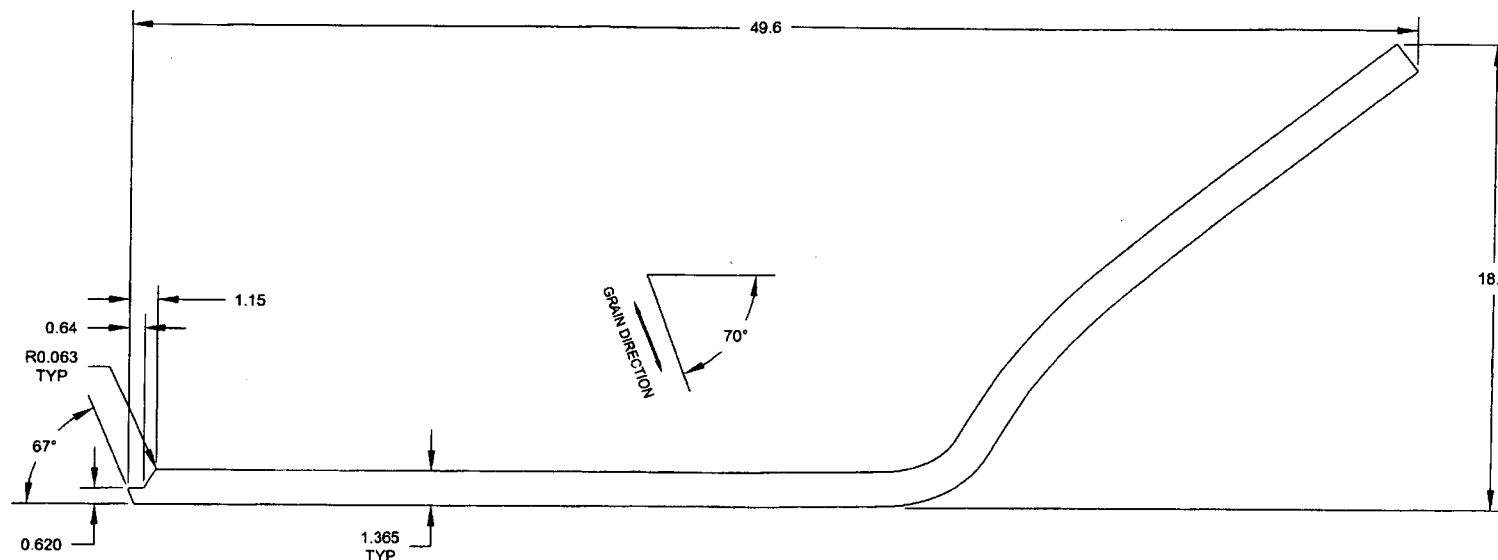 49.6
18.
1.15
0.64
R0.063
TYP
GRAIN DIRECTION
70°
67°
0.620
1.365
TYP